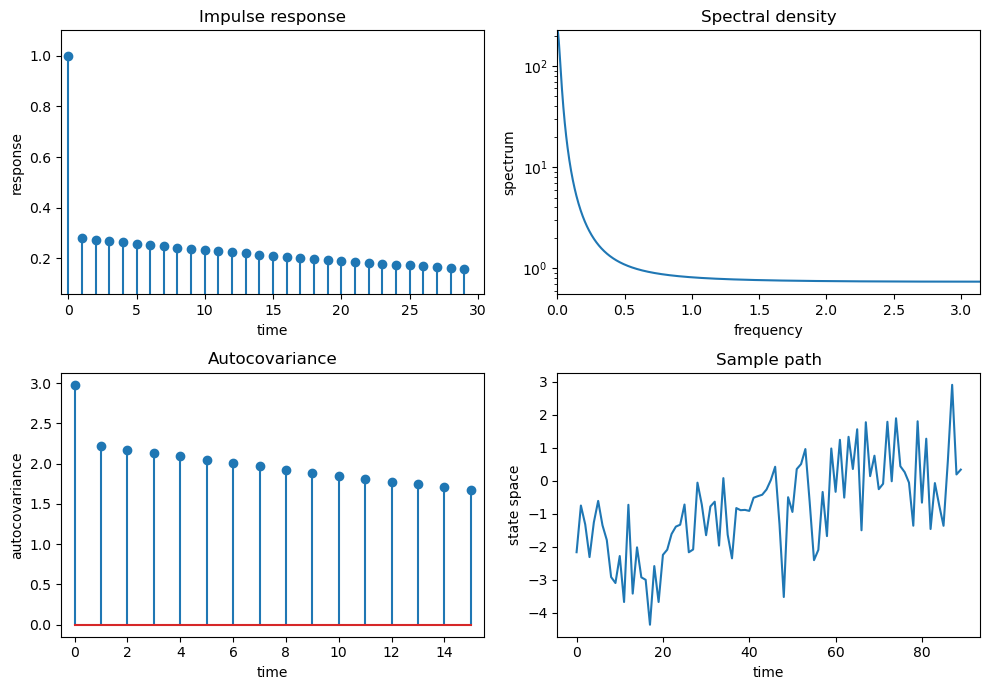 Impulse response
1.0
0.8
0.6
0.4
0.2
response
0 5 10 15 20 25 30
time
Spectral density
10²
10¹
10⁰
spectrum
0.0 0.5 1.0 1.5 2.0 2.5 3.0
frequency
Autocovariance
3.0
2.5
2.0
1.5
1.0
0.5
0.0
autocovariance
0 2 4 6 8 10 12 14
time
Sample path
3
2
1
0
−1
−2
−3
−4
state space
0 20 40 60 80
time